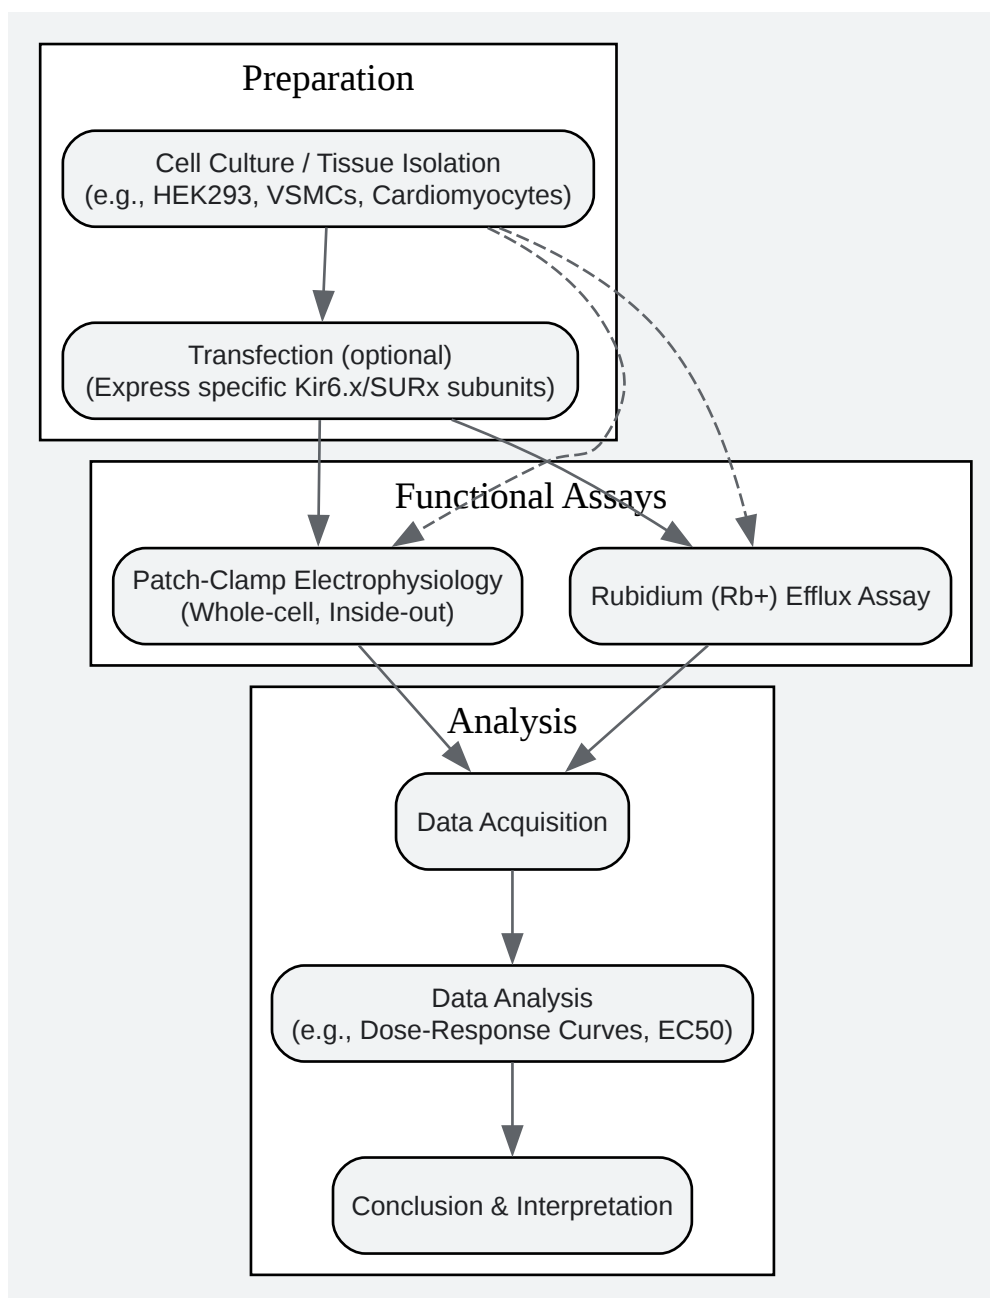 Preparation
Cell Culture / Tissue Isolation
(e.g., HEK293, VSMCs, Cardiomyocytes)
Transfection (optional)
(Express specific Kir6.x/SURx subunits)
Functional Assays
Patch-Clamp Electrophysiology
(Whole-cell, Inside-out)
Rubidium (Rb+) Efflux Assay
Analysis
Data Acquisition
Data Analysis
(e.g., Dose-Response Curves, EC50)
Conclusion & Interpretation